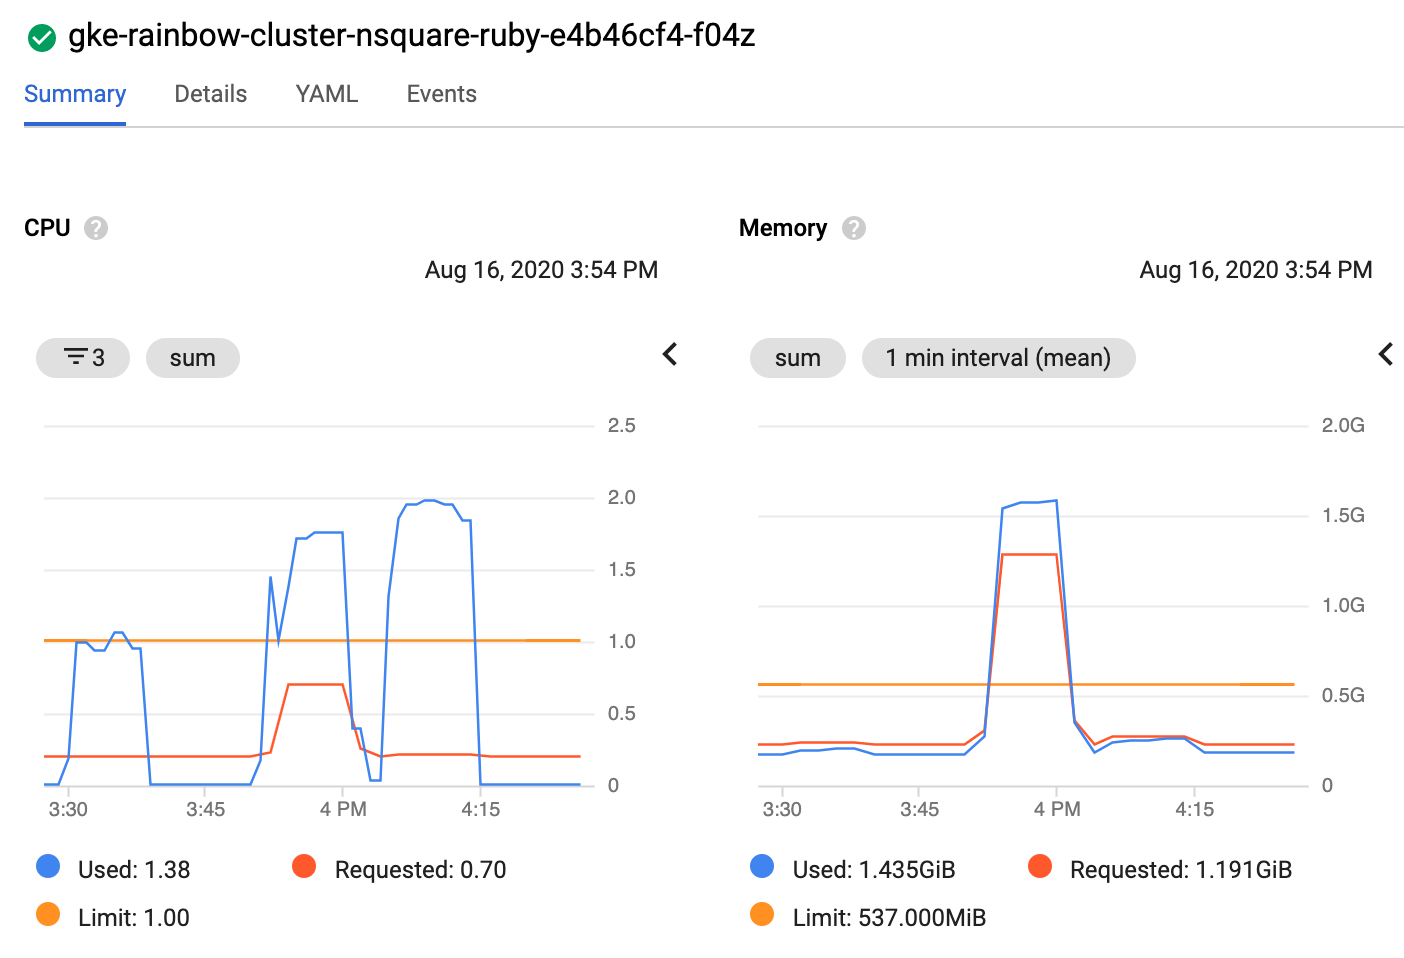 gke-rainbow-cluster-nsquare-ruby-e4b46cf4-f04z
Summary Details YAML Events
CPU ?
Aug 16, 2020 3:54 PM
3 sum
2.5
2.0
1.5
1.0
0.5
0
3:30 3:45 4 PM 4:15
Used: 1.38 Requested: 0.70
Limit: 1.00
Memory ?
Aug 16, 2020 3:54 PM
sum 1 min interval (mean)
2.0G
1.5G
1.0G
0.5G
0
3:30 3:45 4 PM 4:15
Used: 1.435GiB Requested: 1.191GiB
Limit: 537.000MiB